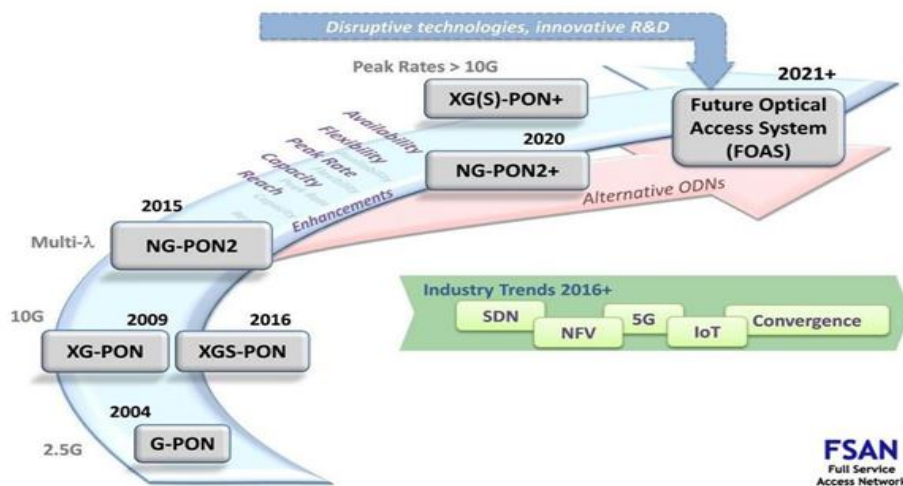 Disruptive technologies, innovative R&D
Peak Rates > 10G
2021+
XG(S)-PON+
Future Optical
Access System
(FOAS)
Availability
Flexibility
Peak Rate
Capacity
Reach
2020
NG-PON2+
Enhancements
Alternative ODNs
2015
Multi-λ
NG-PON2
Industry Trends 2016+
SDN
NFV
5G
IoT
Convergence
10G
2009
2016
XG-PON
XGS-PON
2004
G-PON
2.5G
FSAN
Full Service
Access Network